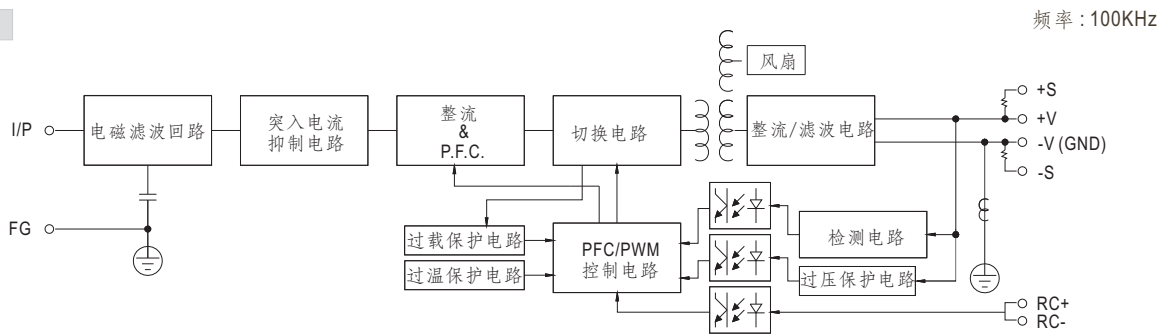 频率 : 100KHz
风扇
+S
I/P
电磁滤波回路
突入电流
抑制电路
整流
&
P.F.C.
切换电路
整流/滤波电路
+V
-V (GND)
-S
FG
过载保护电路
过温保护电路
PFC/PWM
控制电路
检测电路
过压保护电路
RC+
RC-